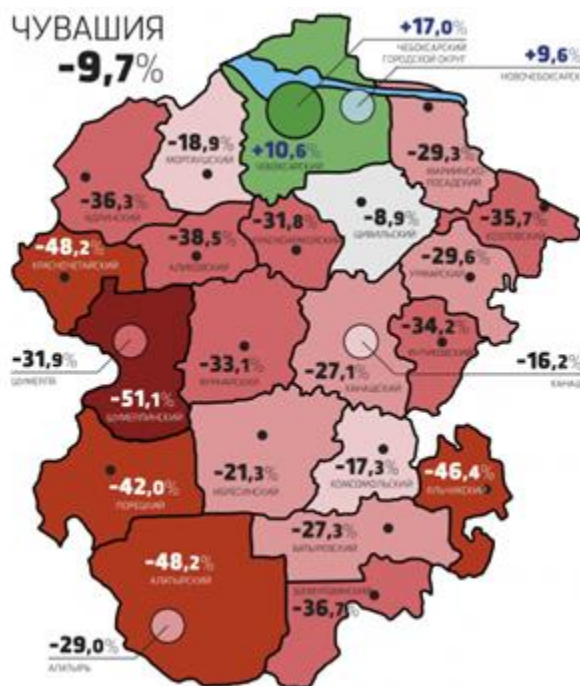 ЧУВАШИЯ
-9,7%
+17,0%
ЧЕБОКСАРСКИЙ
ГОРОДСКОЙ ОКРУГ
+9,6%
НОВОЧЕБОКСАРСК
-18,9%
МОРГАУШСКИЙ
+10,6%
ЧЕБОКСАРСКИЙ
-29,3%
МАРИИНСКО-
ПОСАДСКИЙ
-36,3%
ЯДРИНСКИЙ
-31,8%
КРАСНОАРМЕЙСКИЙ
-8,9%
ЦИВИЛЬСКИЙ
-35,7%
КОЗЛОВСКИЙ
-48,2%
КРАСНОЧЕТАЙСКИЙ
-38,5%
АЛИКОВСКИЙ
-29,6%
УРМАРСКИЙ
-34,2%
ЯНТИКОВСКИЙ
-31,9%
ШУМЕРЛЯ
-33,1%
ВУРНАРСКИЙ
-27,1%
КАНАШСКИЙ
-16,2%
КАНАШ
-51,1%
ШУМЕРЛИНСКИЙ
-42,0%
ПОРЕЦКИЙ
-21,3%
ИБРЕСИНСКИЙ
-17,3%
КОМСОМОЛЬСКИЙ
-46,4%
ЯЛЬЧИКСКИЙ
-27,3%
БАТЫРЕВСКИЙ
-48,2%
АЛАТЫРСКИЙ
ШЕМУРШИНСКИЙ
-36,7%
-29,0%
АЛАТЫРЬ